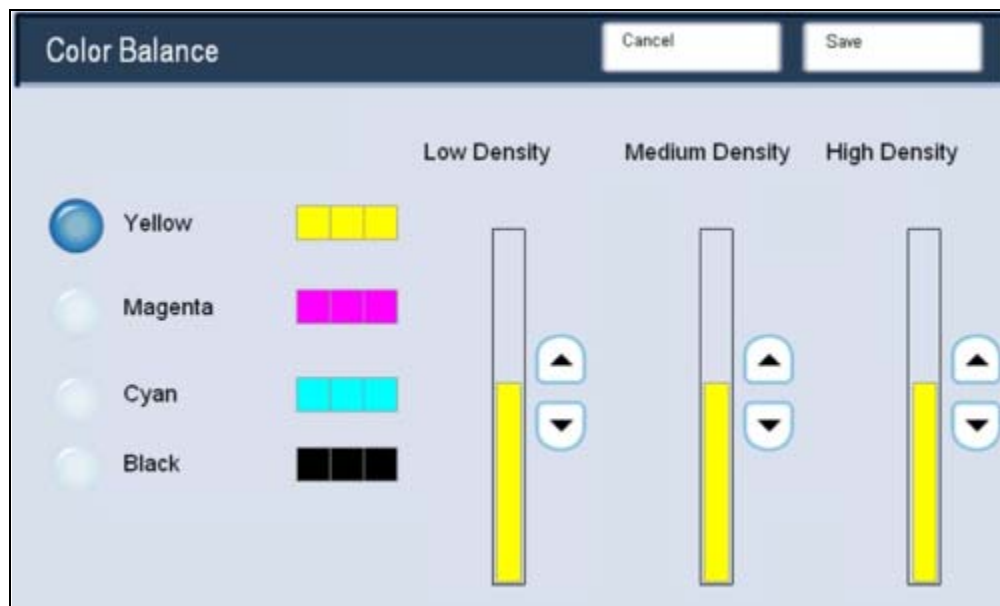 Color Balance
Cancel
Save
Low Density
Medium Density
High Density
Yellow
Magenta
Cyan
Black